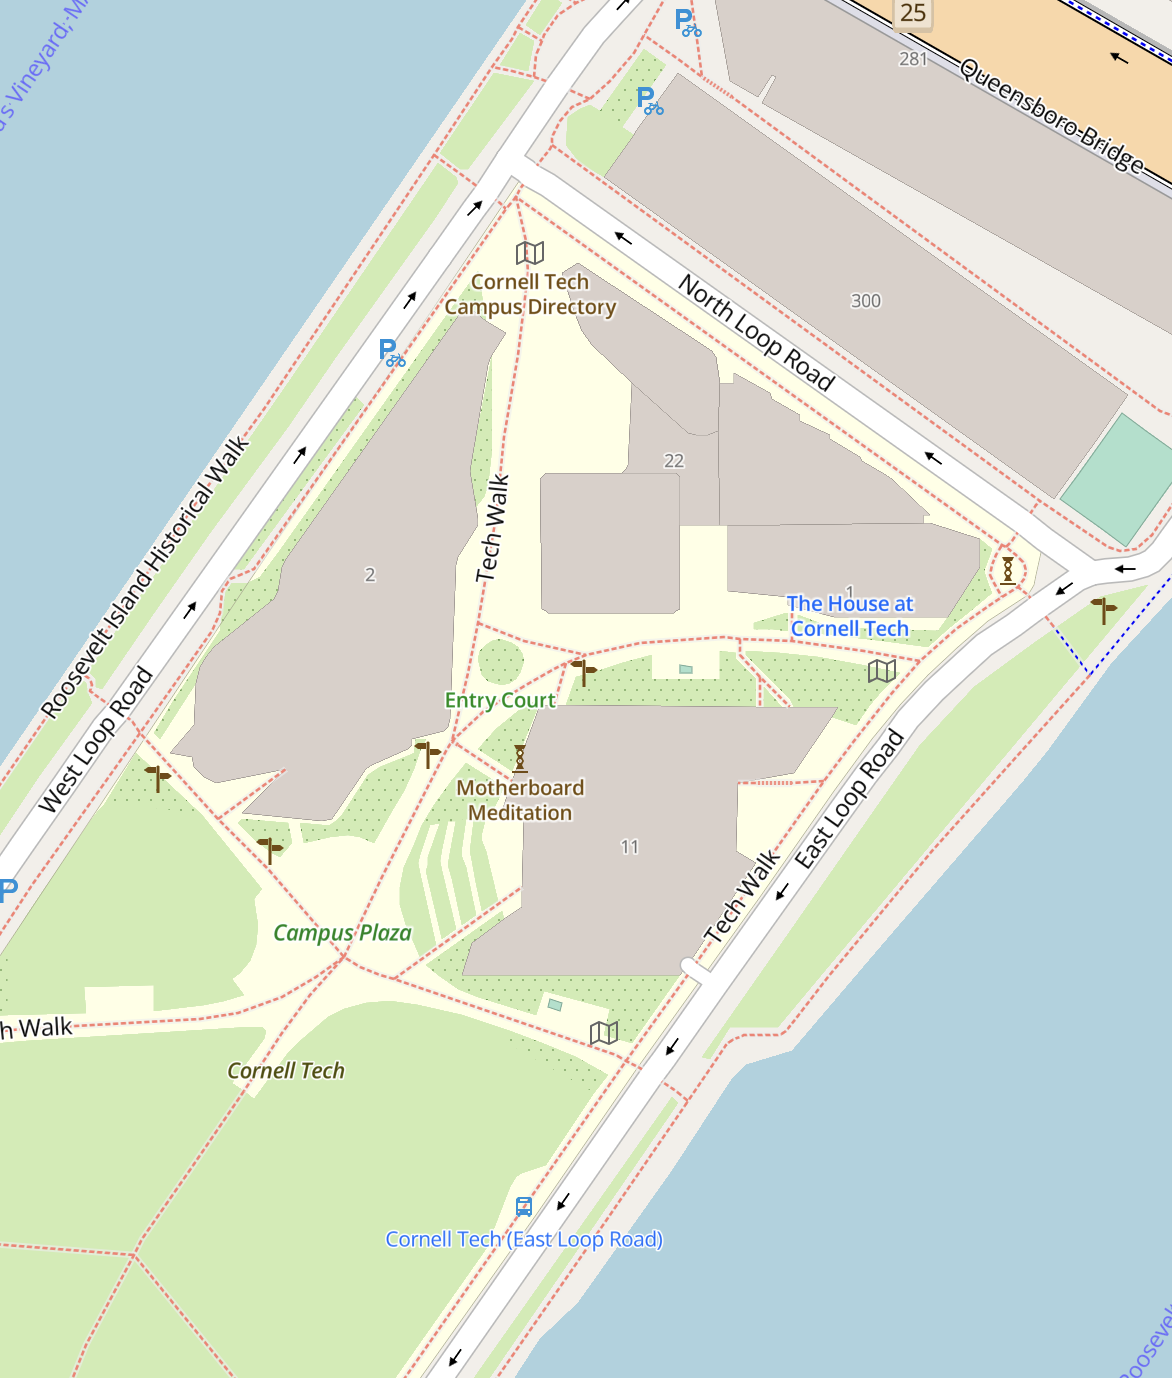 25
281
Queensboro Bridge
's Vineyard; M
Cornell Tech
Campus Directory
North Loop Road
300
22
Tech Walk
2
Roosevelt Island Historical Walk
West Loop Road
1
The House at
Cornell Tech
Entry Court
Motherboard
Meditation
11
East Loop Road
Tech Walk
Campus Plaza
h Walk
Cornell Tech
P
P
P
P
Cornell Tech (East Loop Road)
Roosevel